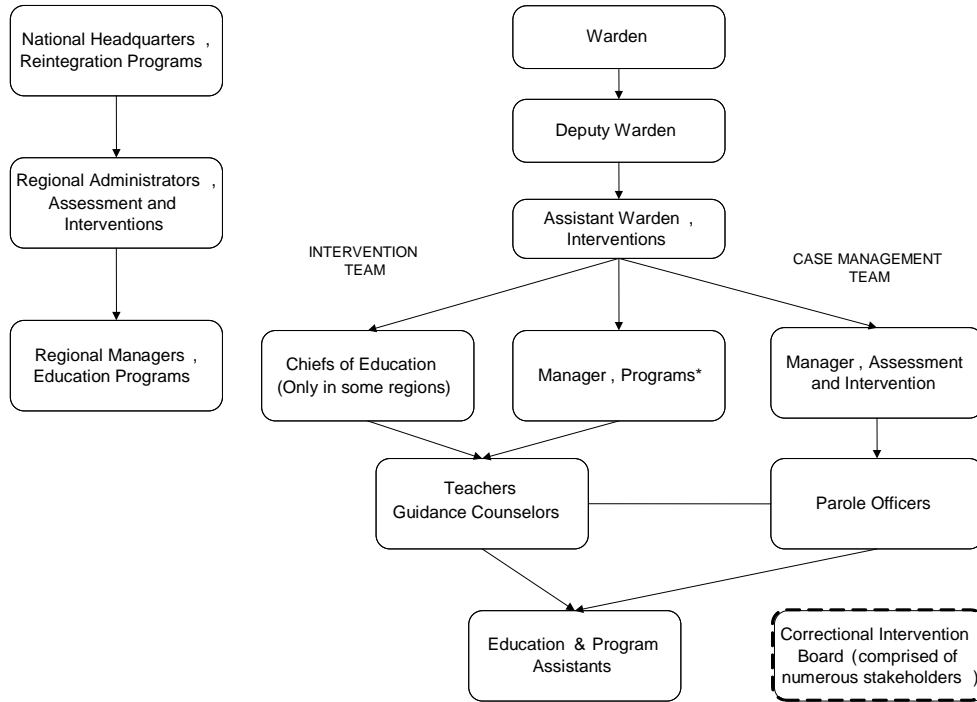 National Headquarters ,
Reintegration Programs
Regional Administrators ,
Assessment and
Interventions
Regional Managers ,
Education Programs
Warden
Deputy Warden
Assistant Warden ,
Interventions
INTERVENTION
TEAM
CASE MANAGEMENT
TEAM
Chiefs of Education
(Only in some regions)
Manager , Programs*
Manager , Assessment
and Intervention
Teachers
Guidance Counselors
Parole Officers
Education & Program
Assistants
Correctional Intervention
Board (comprised of
numerous stakeholders )